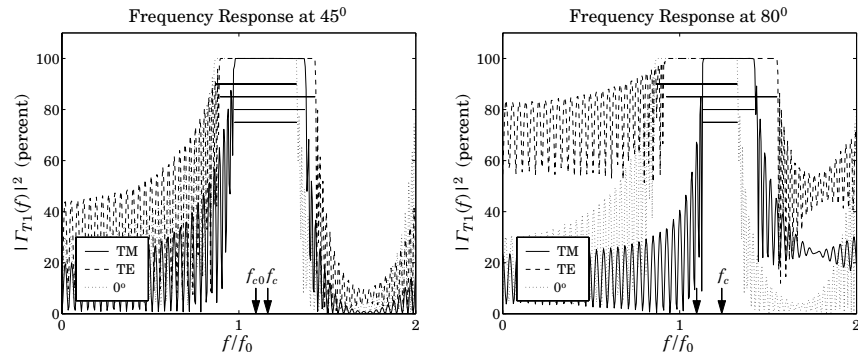 Frequency Response at 45⁰
|Γ_T1(f)|² (percent)
100
80
60
40
20
0
TM
TE
0º
f_c0 f_c
0
1
2
f/f_0
Frequency Response at 80⁰
|Γ_T1(f)|² (percent)
100
80
60
40
20
0
TM
TE
0º
f_c
0
1
2
f/f_0